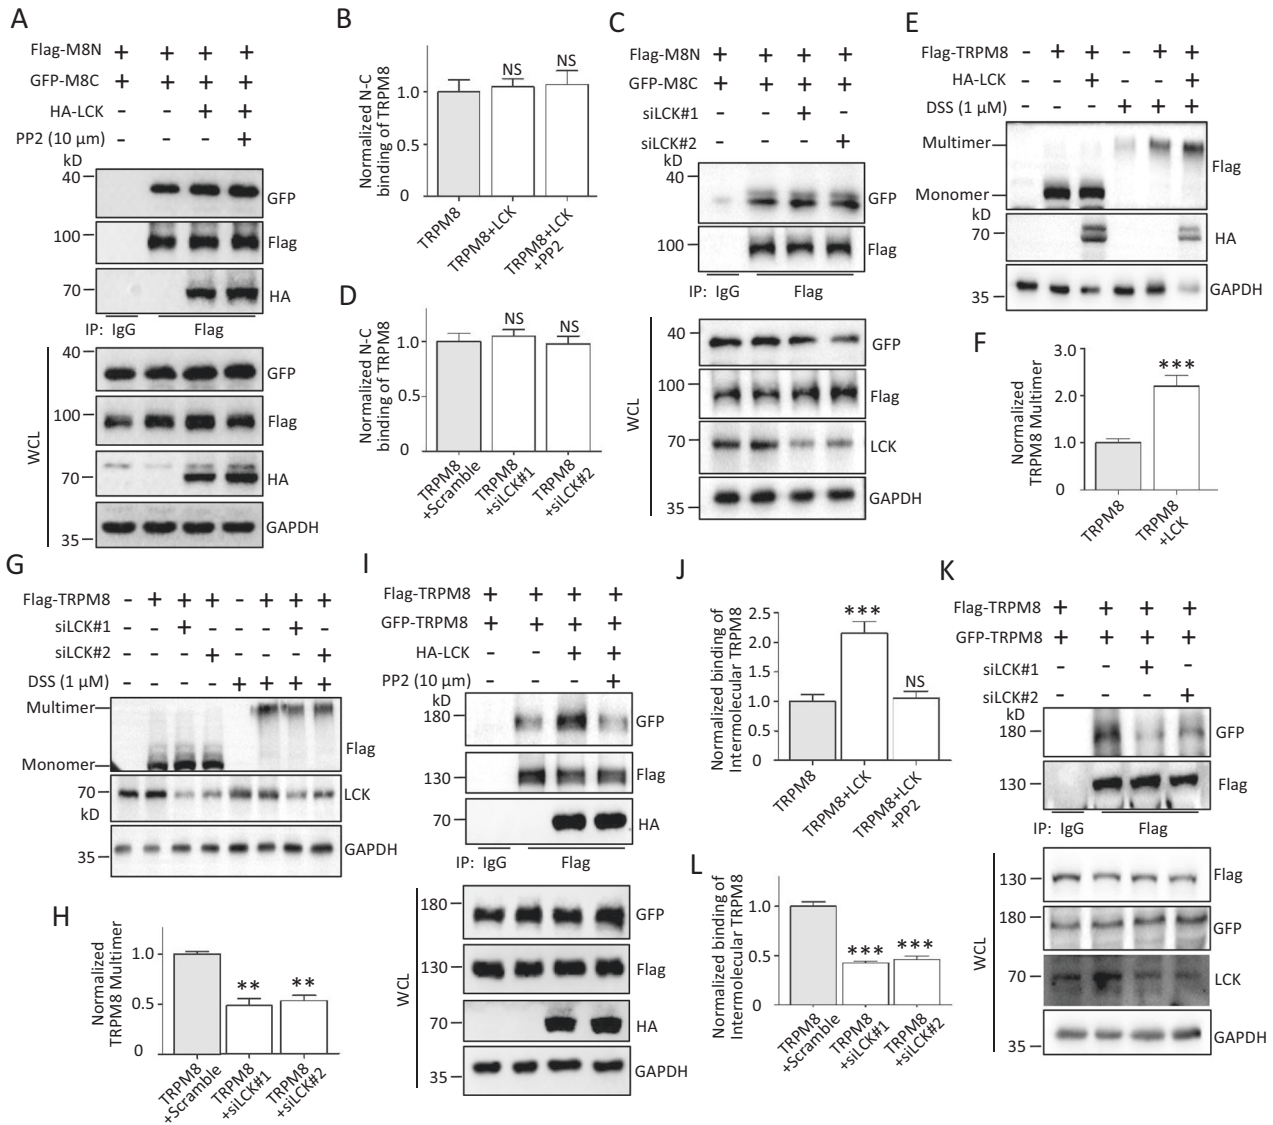 A
Flag-M8N + + + +
GFP-M8C + + + +
HA-LCK - - + +
PP2 (10 μm) - - - +
kD
40
GFP
100
Flag
70
HA
IP: IgG Flag
WCL
40
GFP
100
Flag
70
HA
35
GAPDH
B
Normalized N-C
binding of TRPM8
1.0
0.5
0
NS NS
TRPM8
TRPM8+LCK
TRPM8+LCK
+PP2
C
Flag-M8N + + + +
GFP-M8C + + + +
siLCK#1 - - + -
siLCK#2 - - - +
kD
40
GFP
100
Flag
IP: IgG Flag
WCL
40
GFP
100
Flag
70
LCK
35
GAPDH
D
Normalized N-C
binding of TRPM8
1.0
0.5
0
NS NS
TRPM8
+Scramble
TRPM8
+siLCK#1
TRPM8
+siLCK#2
E
Flag-TRPM8 - + + - + +
HA-LCK - - + - - +
DSS (1 μM) - - - + + +
Multimer
Flag
Monomer
kD
70
HA
35
GAPDH
F
Normalized
TRPM8 Multimer
3.0
2.0
1.0
0
***
TRPM8
TRPM8
+LCK
G
Flag-TRPM8 - + + + - + + +
siLCK#1 - - + - - - + -
siLCK#2 - - - + - - - +
DSS (1 μM) - - - - + + + +
Multimer
Flag
Monomer
70
LCK
kD
35
GAPDH
H
Normalized
TRPM8 Multimer
1.0
0.5
0
** **
TRPM8
+Scramble
TRPM8
+siLCK#1
TRPM8
+siLCK#2
I
Flag-TRPM8 + + + +
GFP-TRPM8 + + + +
HA-LCK - - + +
PP2 (10 μm) - - - +
kD
180
GFP
130
Flag
70
HA
IP: IgG Flag
WCL
180
GFP
130
Flag
70
HA
35
GAPDH
J
Normalized binding of
Intermolecular TRPM8
2.5
2.0
1.5
1.0
0.5
0
*** NS
TRPM8
TRPM8+LCK
TRPM8+LCK
+PP2
K
Flag-TRPM8 + + + +
GFP-TRPM8 + + + +
siLCK#1 - - + -
siLCK#2 - - - +
kD
180
GFP
130
Flag
IP: IgG Flag
WCL
130
Flag
180
GFP
70
LCK
35
GAPDH
L
Normalized binding of
Intermolecular TRPM8
1.0
0.5
0
*** ***
TRPM8
+Scramble
TRPM8
+siLCK#1
TRPM8
+siLCK#2